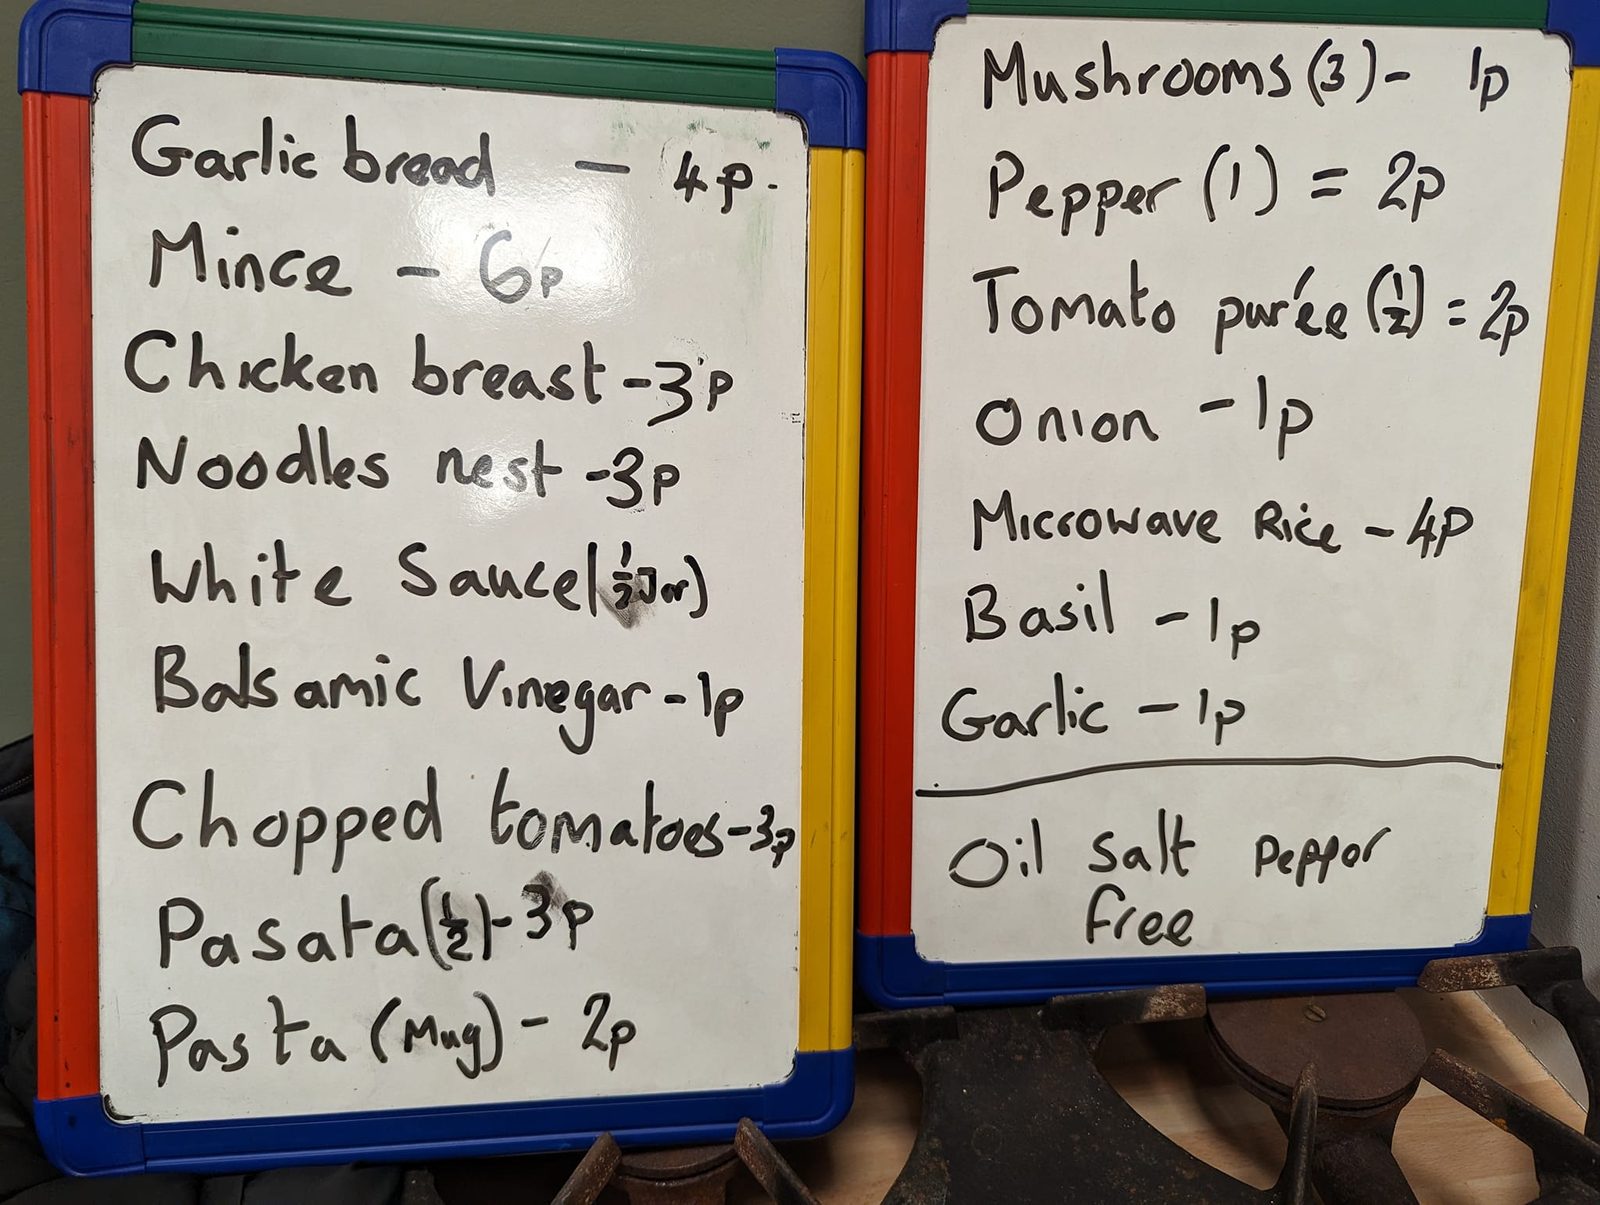 Garlic bread - 4p.
Mince - 6p
Chicken breast - 3p
Noodles nest - 3p
White Sauce (½ Jar)
Balsamic Vinegar - 1p
Chopped tomatoes - 3p
Pasata (½) - 3p
Pasta (Mug) - 2p
Mushrooms (3) - 1p
Pepper (1) = 2p
Tomato purée (½) = 2p
Onion - 1p
Microwave Rice - 4p
Basil - 1p
Garlic - 1p
Oil salt pepper
free